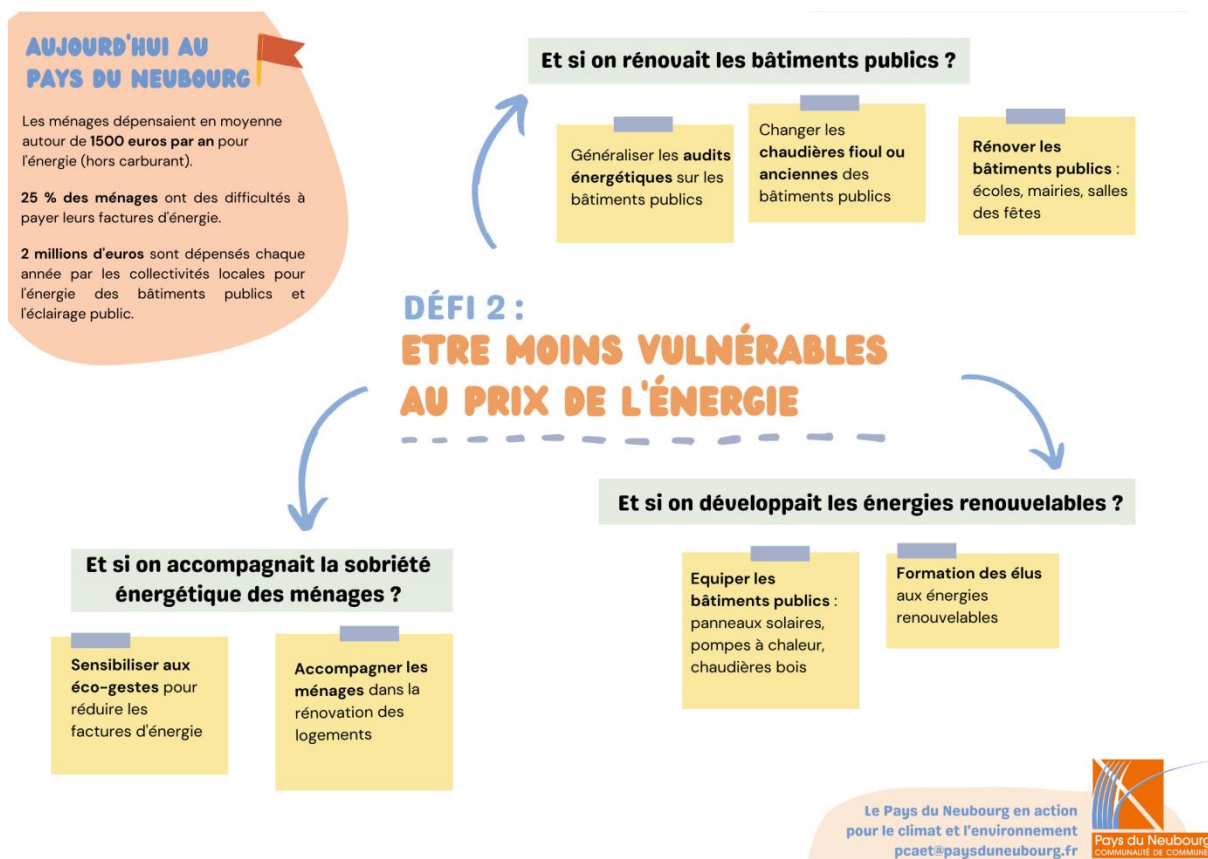 AUJOURD'HUI AU
PAYS DU NEUBOURG
Les ménages dépensaient en moyenne
autour de 1500 euros par an pour
l'énergie (hors carburant).
25 % des ménages ont des difficultés à
payer leurs factures d'énergie.
2 millions d'euros sont dépensés chaque
année par les collectivités locales pour
l'énergie des bâtiments publics et
l'éclairage public.
Et si on rénovait les bâtiments publics ?
Généraliser les audits
énergétiques sur les
bâtiments publics
Changer les
chaudières fioul ou
anciennes des
bâtiments publics
Rénover les
bâtiments publics :
écoles, mairies, salles
des fêtes
DÉFI 2 :
ETRE MOINS VULNÉRABLES
AU PRIX DE L'ÉNERGIE
Et si on développait les énergies renouvelables ?
Equiper les
bâtiments publics :
panneaux solaires,
pompes à chaleur,
chaudières bois
Formation des élus
aux énergies
renouvelables
Et si on accompagnait la sobriété
énergétique des ménages ?
Sensibiliser aux
éco-gestes pour
réduire les
factures d'énergie
Accompagner les
ménages dans la
rénovation des
logements
Le Pays du Neubourg en action
pour le climat et l'environnement
pcaet@paysduneubourg.fr
Pays du Neubourg
COMMUNAUTÉ DE COMMUNE